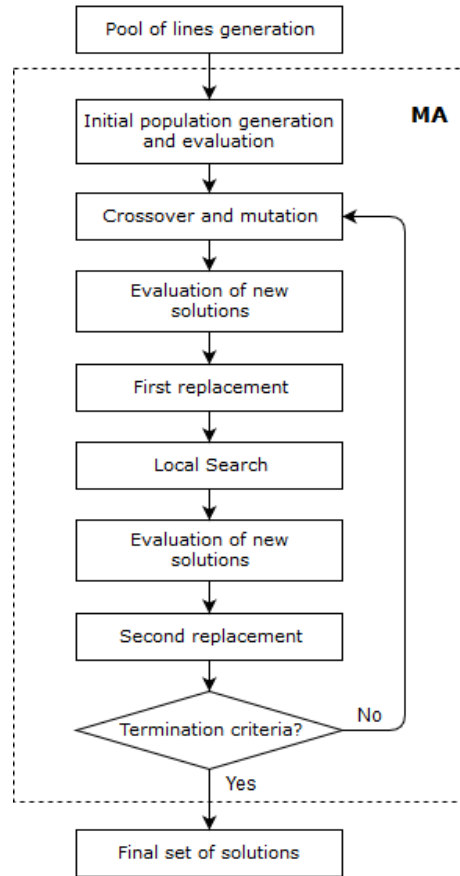 Pool of lines generation
MA
Initial population generation
and evaluation
Crossover and mutation
Evaluation of new
solutions
First replacement
Local Search
Evaluation of new
solutions
Second replacement
Termination criteria?
No
Yes
Final set of solutions